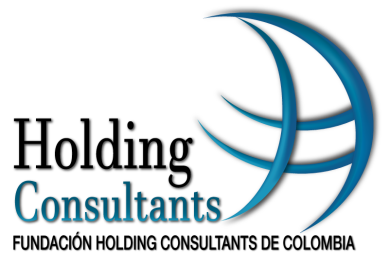 Holding
Consultants
FUNDACIÓN HOLDING CONSULTANTS DE COLOMBIA